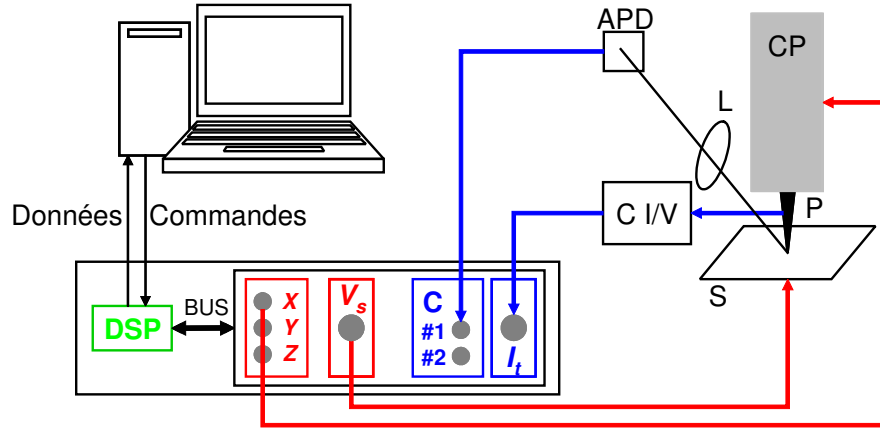 APD
CP
L
Données
Commandes
C I/V
P
S
BUS
DSP
X
Y
Z
Vs
C
#1
#2
It